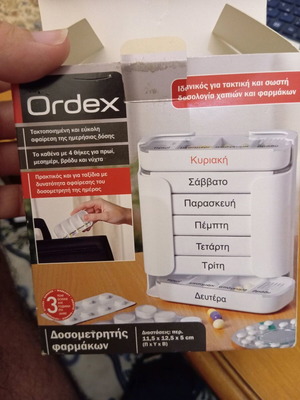 Ordex
Τακτοποιημένη και εύκολη
αφαίρεση της ημερήσιας δόσης
Το καθένα με 4 θήκες για πρωί,
μεσημέρι, βράδυ και νύχτα
Πρακτικός και για ταξίδια με
δυνατότητα αφαίρεσης του
δοσομετρητή της ημέρας
Ιδανικός για τακτική και σωστή
δοσολογία χαπιών και φαρμάκων
Κυριακή
Σάββατο
Παρασκευή
Πέμπτη
Τετάρτη
Τρίτη
Δευτέρα
3
Δοσομετρητής
φαρμάκων
Διαστάσεις: περ.
11,5 x 12,5 x 5 cm
(Π x Υ x Β)